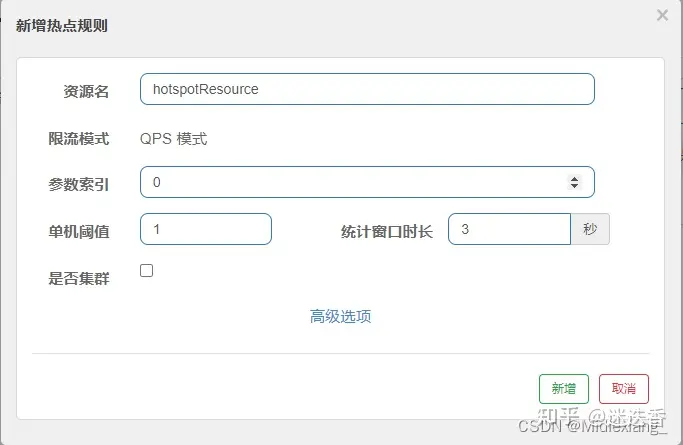 新增热点规则
×
资源名 hotspotResource
限流模式 QPS 模式
参数索引 0
单机阈值 1 统计窗口时长 3 秒
是否集群
高级选项
新增 取消
知乎 @迷迭香
CSDN @Midiexiang_